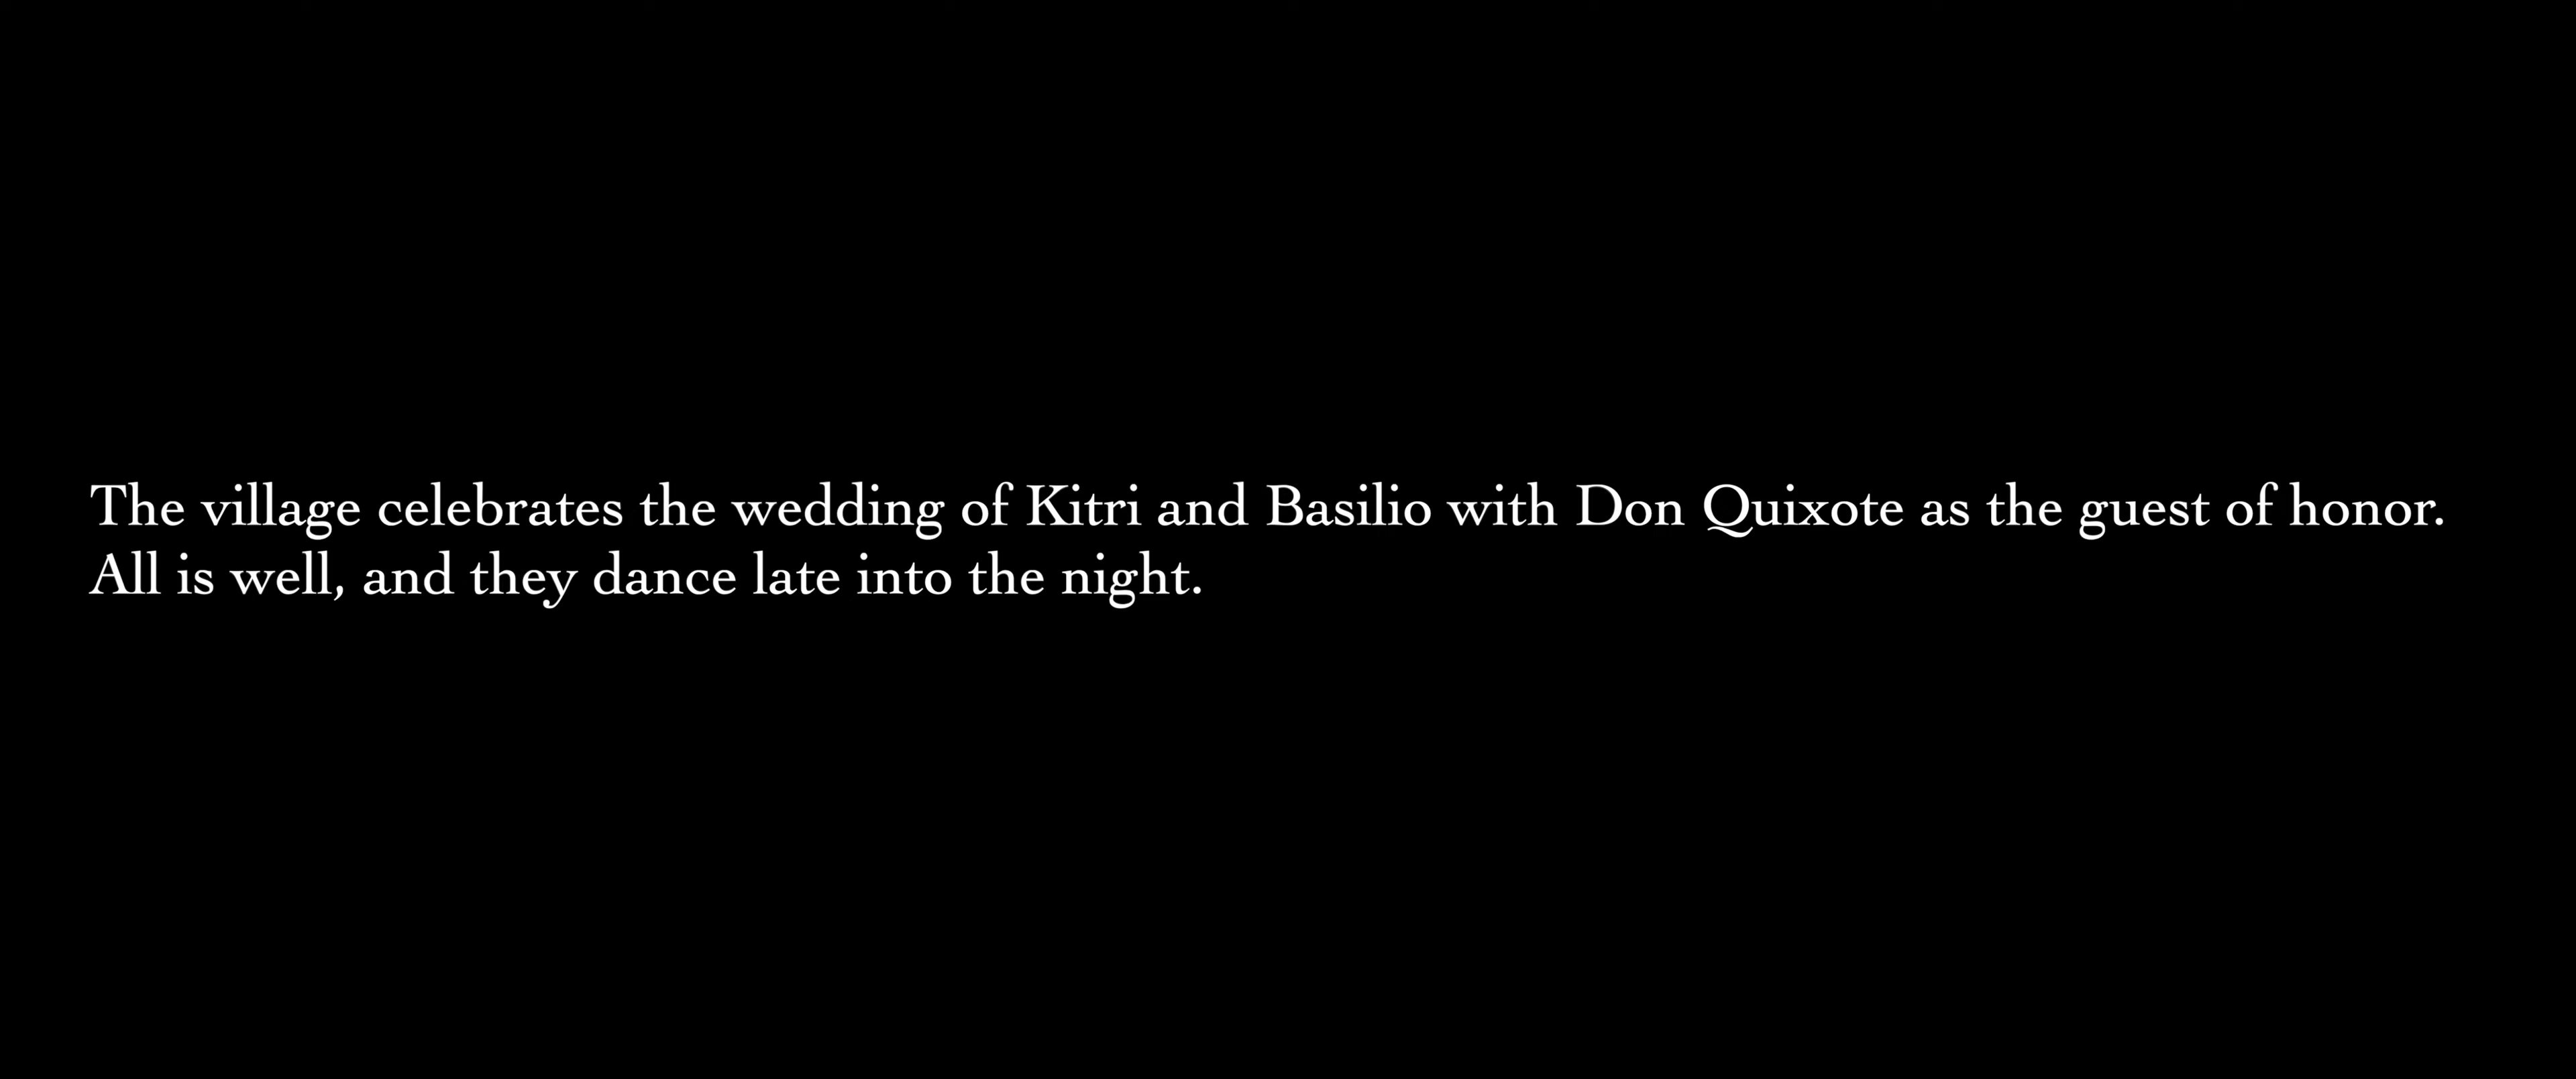 The village celebrates the wedding of Kitri and Basilio with Don Quixote as the guest of honor.
All is well, and they dance late into the night.